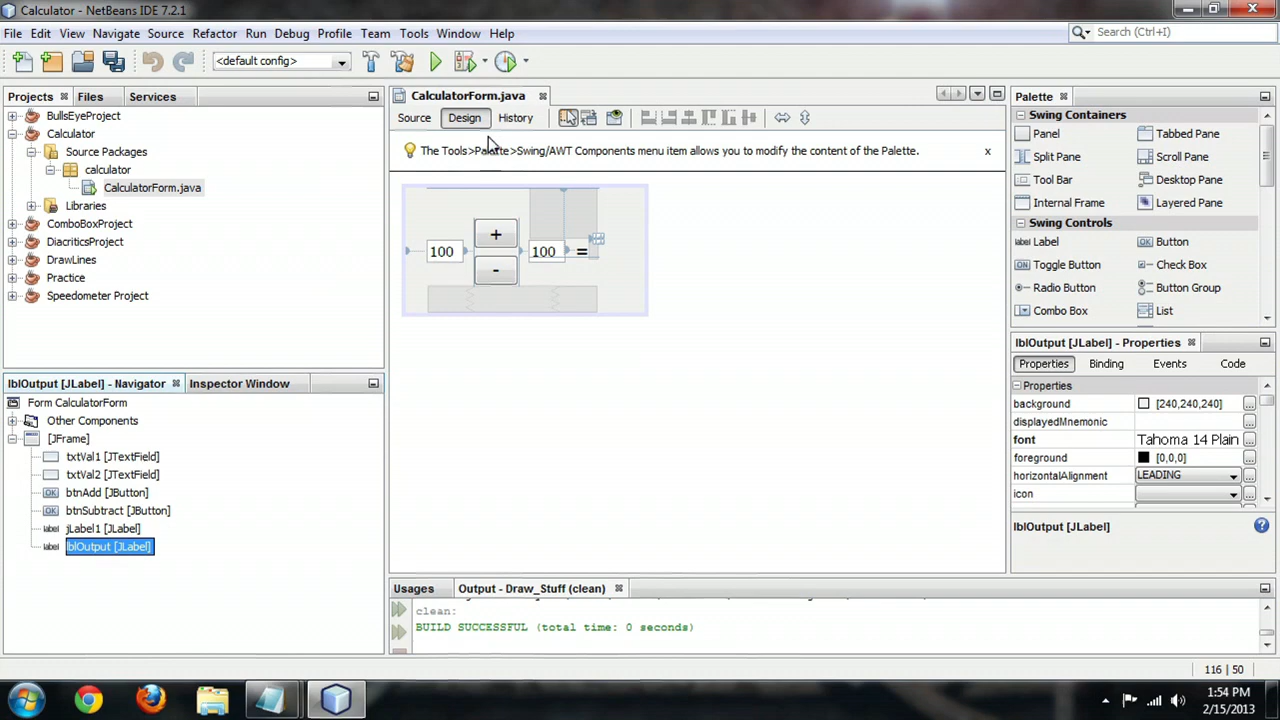 Calculator - NetBeans IDE 7.2.1
File Edit View Navigate Source Refactor Run Debug Profile Team Tools Window Help
Search (Ctrl+I)
<default config>
Projects Files Services
BullsEyeProject
Calculator
Source Packages
calculator
CalculatorForm.java
Libraries
ComboBoxProject
DiacriticsProject
DrawLines
Practice
Speedometer Project
lblOutput [JLabel] - Navigator Inspector Window
Form CalculatorForm
Other Components
[JFrame]
txtVal1 [JTextField]
txtVal2 [JTextField]
btnAdd [JButton]
btnSubtract [JButton]
jLabel1 [JLabel]
lblOutput [JLabel]
CalculatorForm.java
Source Design History
The Tools>Palette>Swing/AWT Components menu item allows you to modify the content of the Palette. x
+
100 100 =
-
Usages Output - Draw_Stuff (clean)
clean:
BUILD SUCCESSFUL (total time: 0 seconds)
Palette
Swing Containers
Panel Tabbed Pane
Split Pane Scroll Pane
Tool Bar Desktop Pane
Internal Frame Layered Pane
Swing Controls
label Label OK Button
ON Toggle Button Check Box
Radio Button Button Group
Combo Box List
lblOutput [JLabel] - Properties
Properties Binding Events Code
Properties
background [240,240,240] ...
displayedMnemonic ...
font Tahoma 14 Plain ...
foreground [0,0,0] ...
horizontalAlignment LEADING ...
icon ...
lblOutput [JLabel]
116 | 50
1:54 PM
2/15/2013